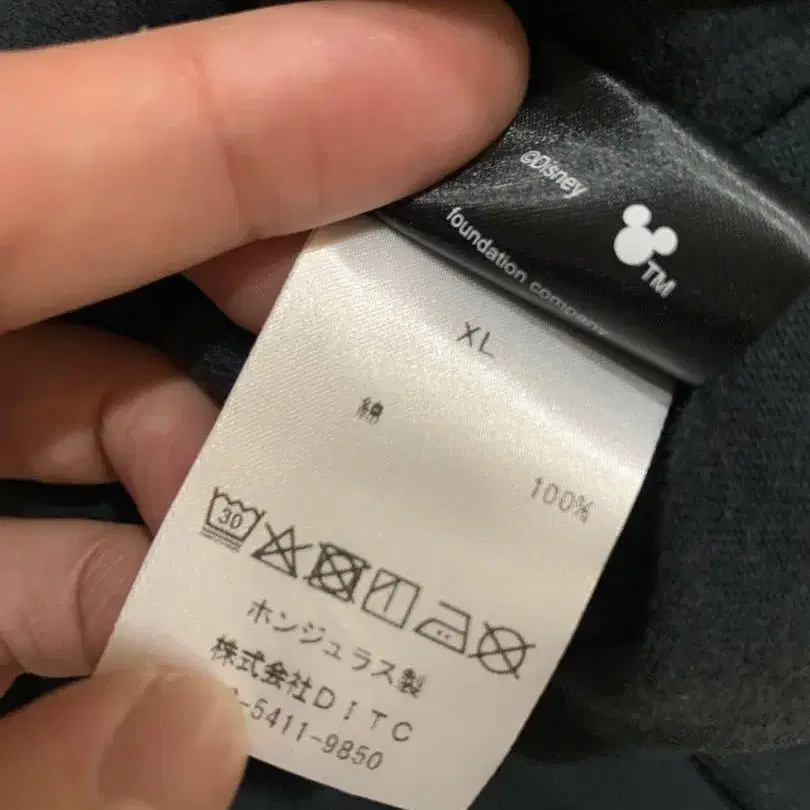 ©Disney
foundation company
TM
XL
綿
100%
30
ホンジュラス製
株式会社DITC
-5411-9850